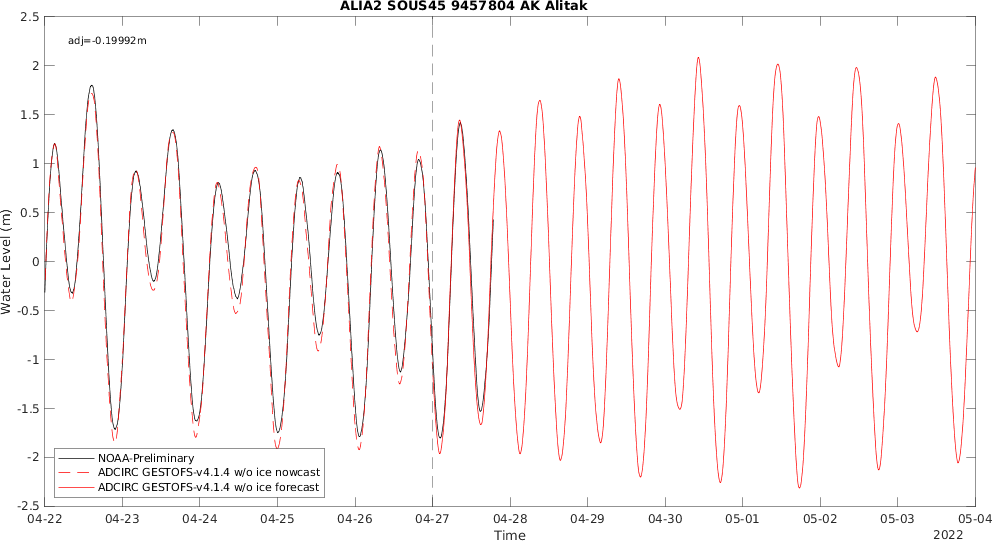 ALIA2 SOUS45 9457804 AK Alitak
adj=-0.19992m
2.5
2
1.5
1
0.5
0
-0.5
-1
-1.5
-2
-2.5
Water Level (m)
NOAA-Preliminary
ADCIRC GESTOFS-v4.1.4 w/o ice nowcast
ADCIRC GESTOFS-v4.1.4 w/o ice forecast
04-22 04-23 04-24 04-25 04-26 04-27 04-28 04-29 04-30 05-01 05-02 05-03 05-04
Time
2022